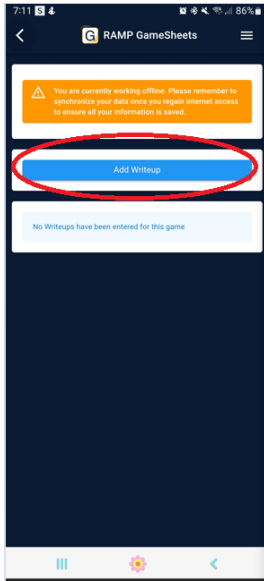 7:11 S 86%
G RAMP GameSheets
You are currently working offline. Please remember to
synchronize your data once you regain internet access
to ensure all your information is saved.
Add Writeup
No Writeups have been entered for this game